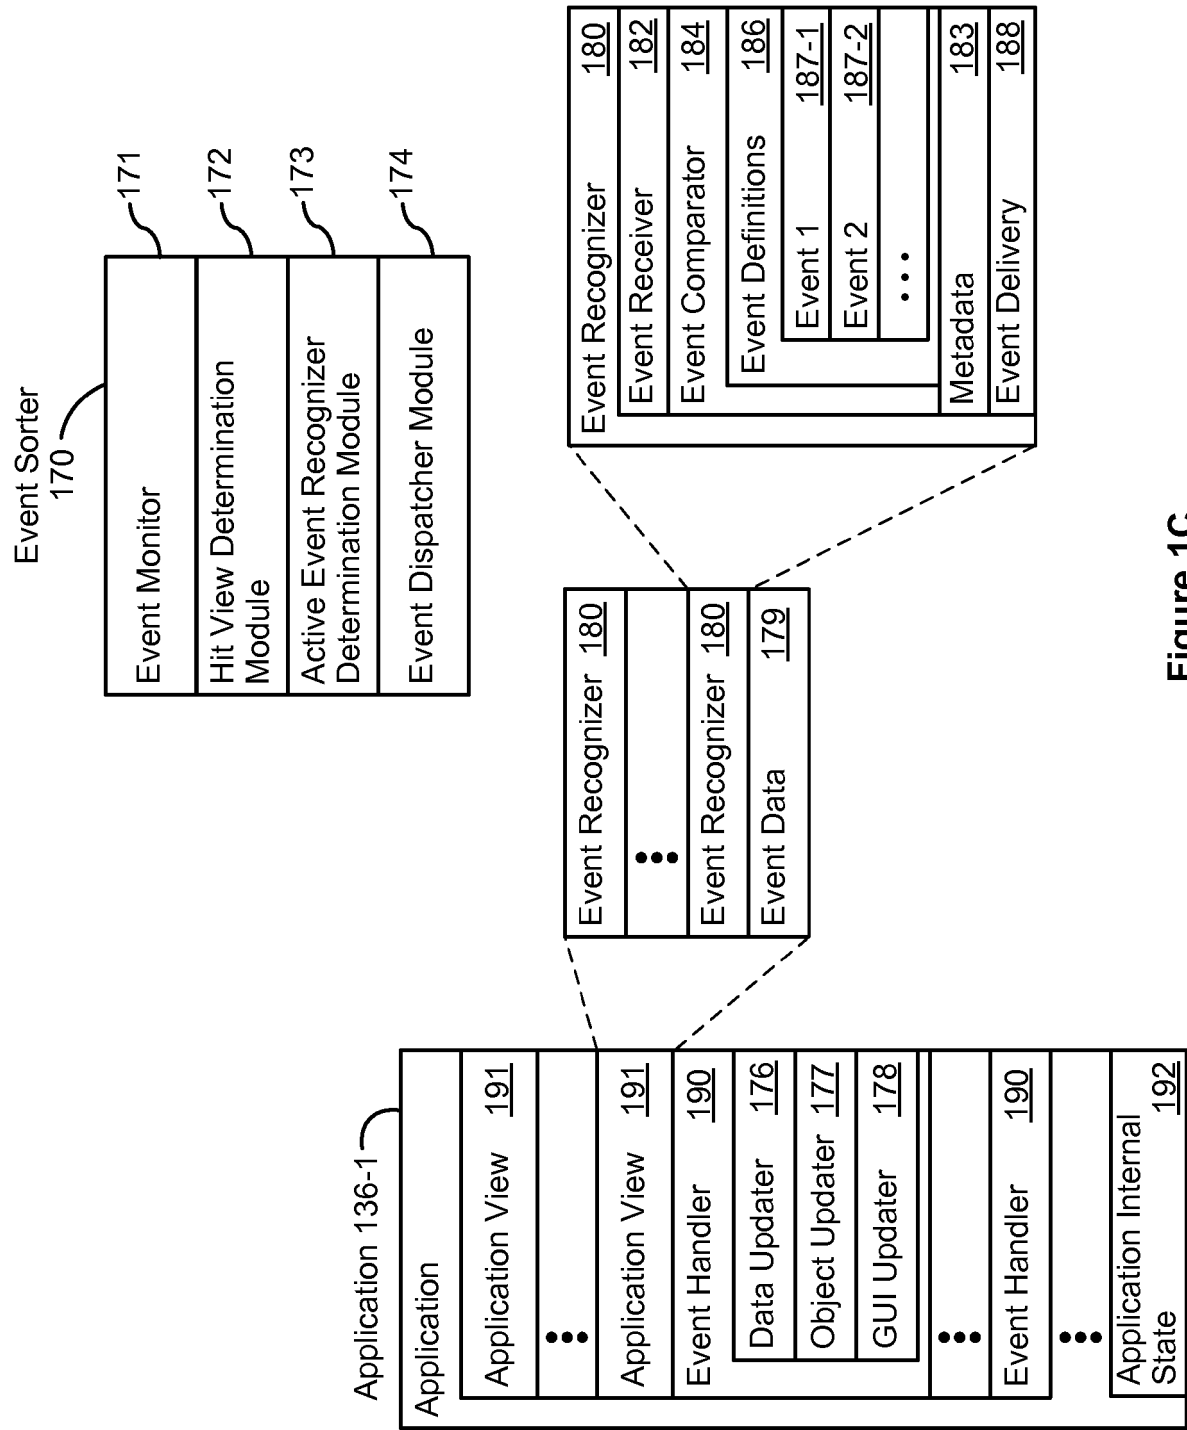 Event Sorter
170
Event Monitor
171
Hit View Determination
Module
172
Active Event Recognizer
Determination Module
173
Event Dispatcher Module
174
Application 136-1
Application
Application View 191
•••
Application View 191
Event Handler 190
Data Updater 176
Object Updater 177
GUI Updater 178
•••
Event Handler 190
•••
Application Internal
State 192
Event Recognizer 180
•••
Event Recognizer 180
Event Data 179
Event Recognizer 180
Event Receiver 182
Event Comparator 184
Event Definitions 186
Event 1 187-1
Event 2 187-2
•••
Metadata 183
Event Delivery 188
Figure 1C